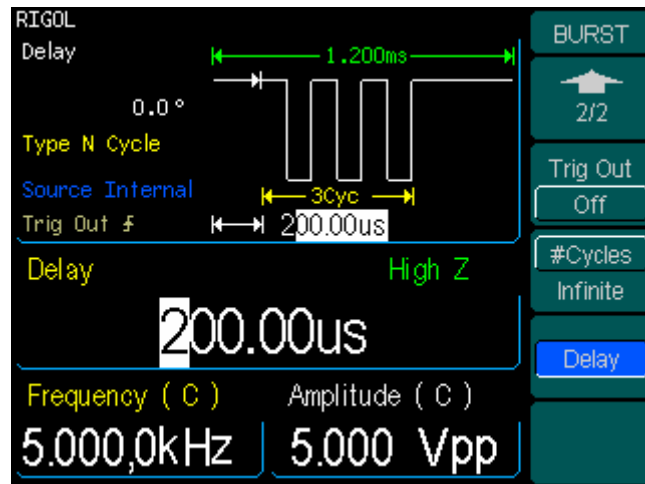 RIGOL
Delay
1.200ms
0.0°
Type N Cycle
Source Internal
3Cyc
Trig Out
200.00us
Delay
High Z
200.00us
Frequency ( C )
Amplitude ( C )
5.000,0kHz
5.000 Vpp
BURST
2/2
Trig Out
Off
#Cycles
Infinite
Delay